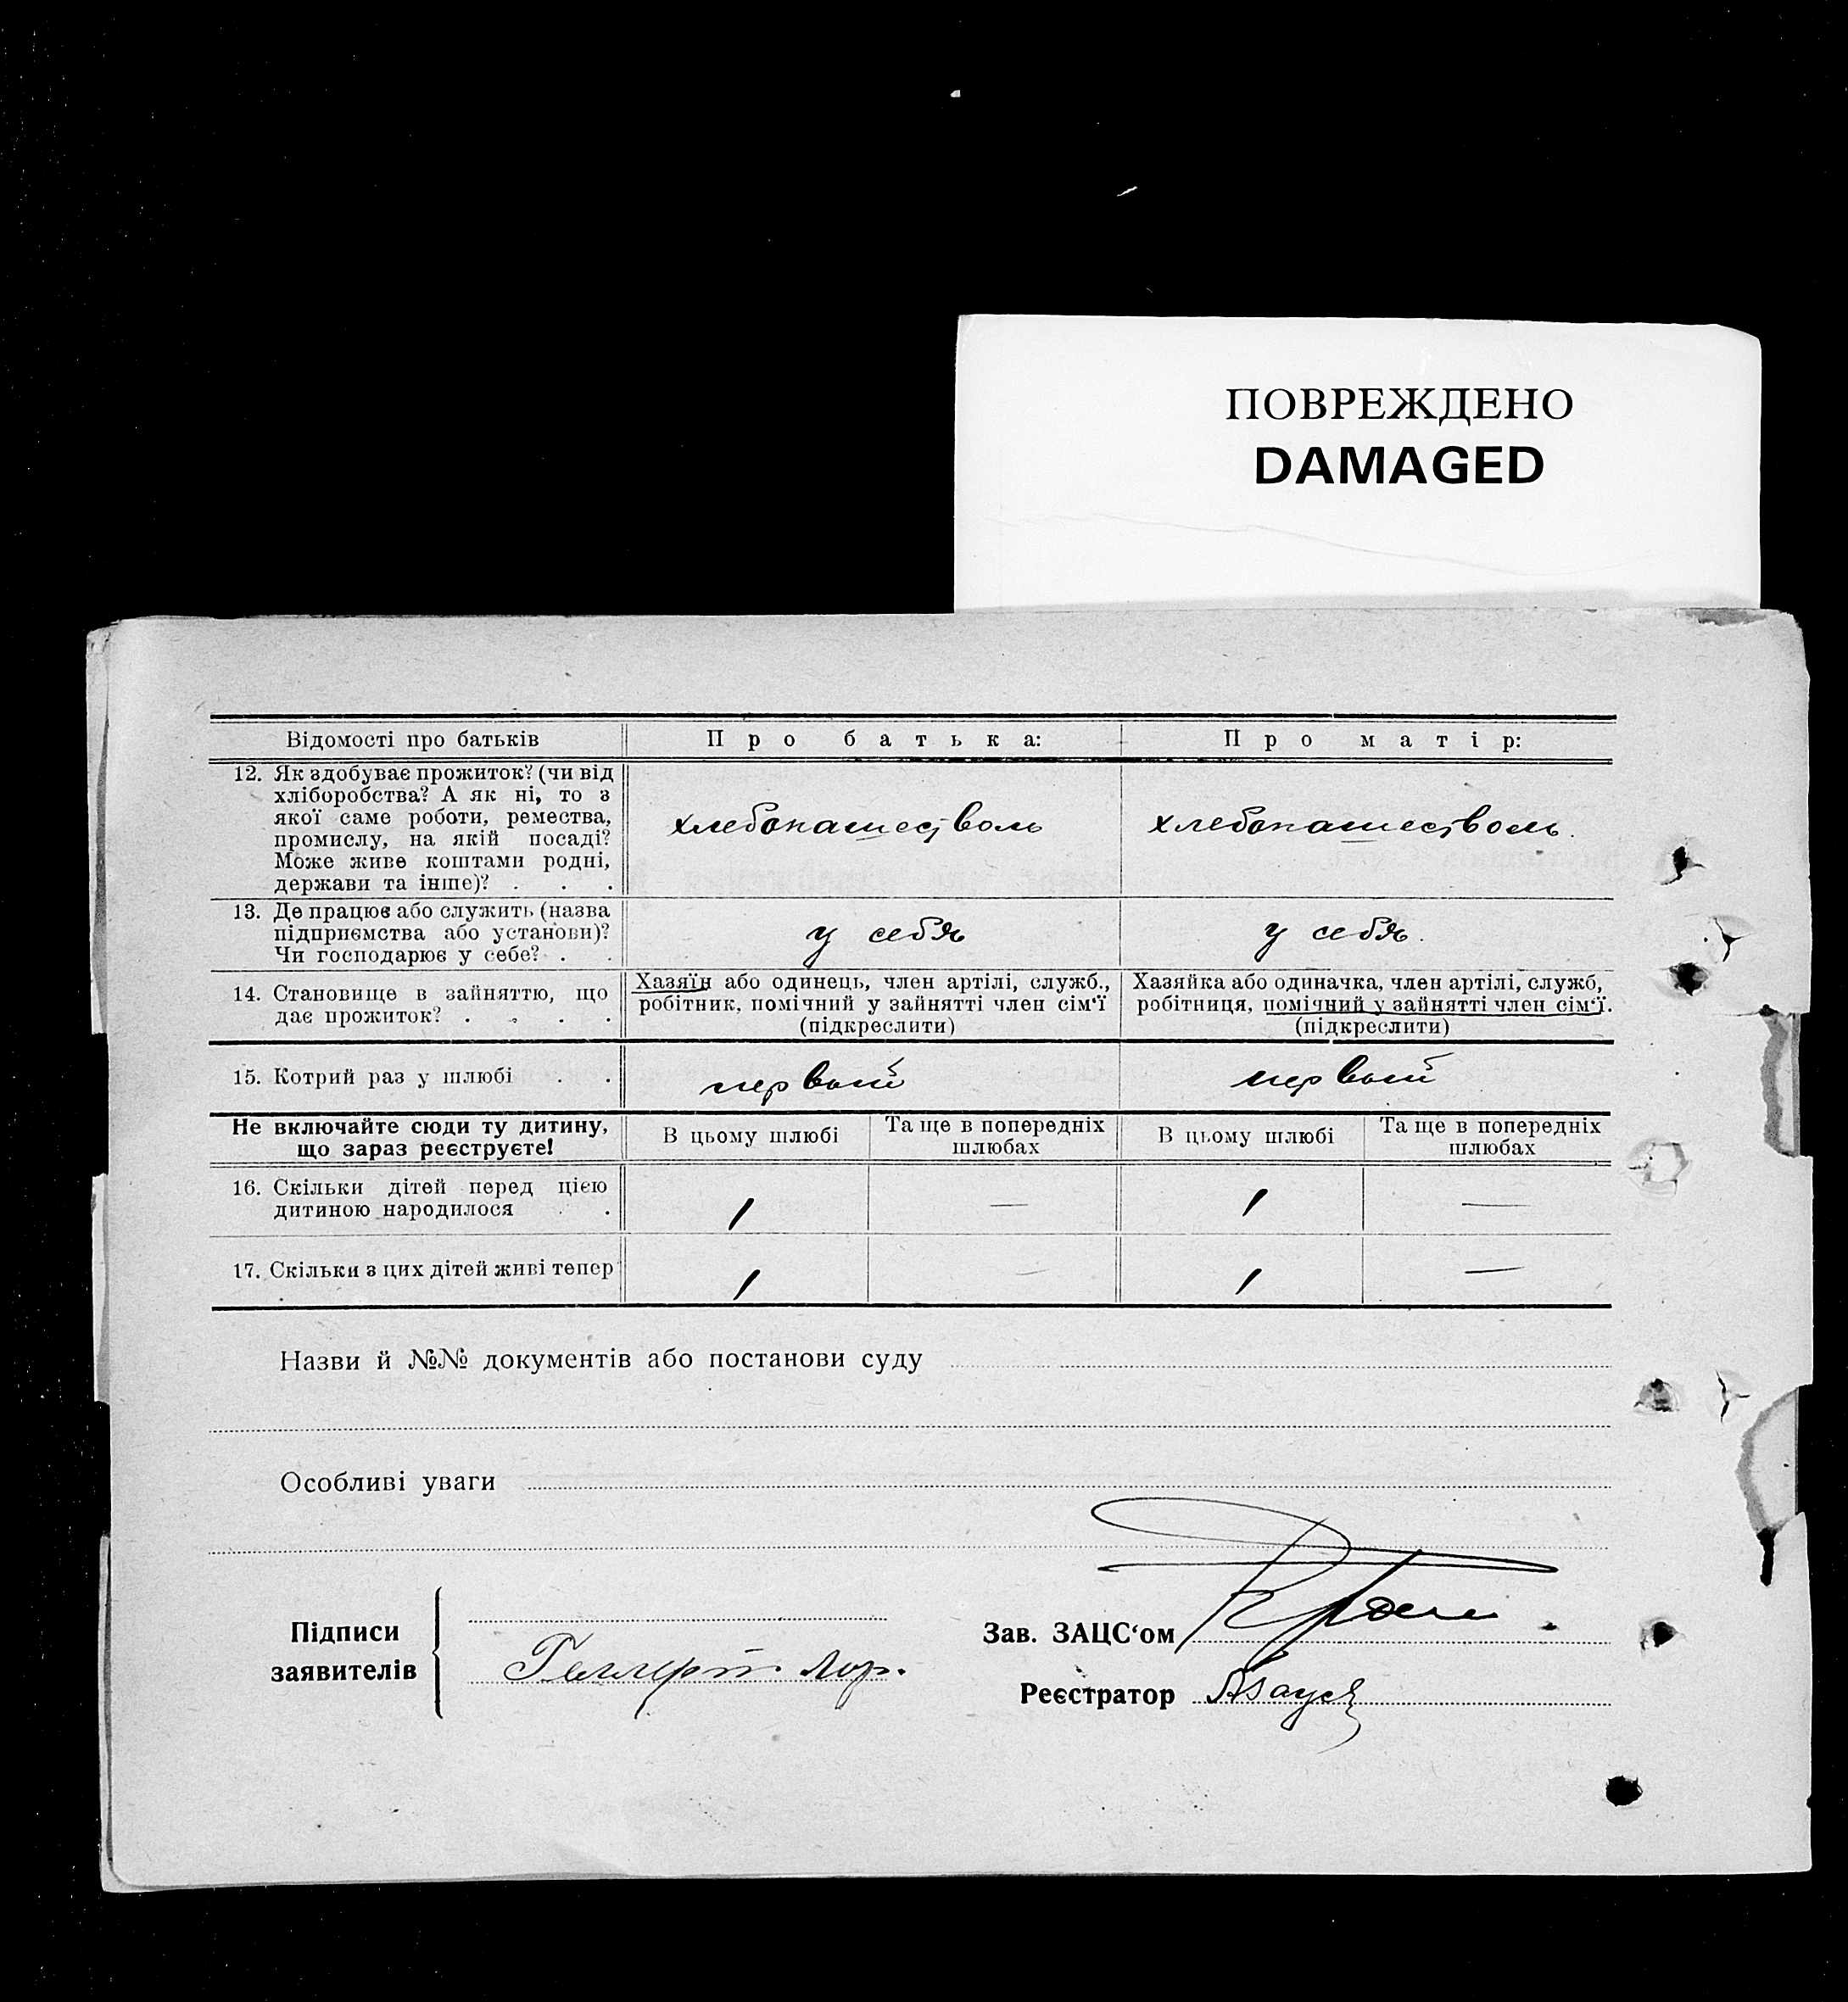 ПОВРЕЖДЕНО
DAMAGED
Відомості про батьків
Про батька:
Про матір:
12. Як здобуває прожиток? (чи від
хліборобства? А як ні, то з
якої саме роботи, ремества,
промислу, на якій посаді?
Може живе коштами родні,
держави та інше)? . . .
хлебопашеством
хлебопашеством.
13. Де працює або служить (назва
підприємства або установи)?
Чи господарює у себе? . .
у себя
у себя.
14. Становище в зайняттю, що
дає прожиток? . . . .
Хазяїн або одинець, член артілі, служб.,
робітник, помічний у зайнятті член сім'ї
(підкреслити)
Хазяйка або одиначка, член артілі, служб,
робітниця, помічний у зайнятті член сім'ї.
(підкреслити)
15. Котрий раз у шлюбі . .
первый
первый
Не включайте сюди ту дитину,
що зараз реєструєте!
В цьому шлюбі
Та ще в попередніх
шлюбах
В цьому шлюбі
Та ще в попередніх
шлюбах
16. Скільки дітей перед цією
дитиною народилося . .
1
—
1
—
17. Скільки з цих дітей живі тепер
1
—
1
—
Назви й №№ документів або постанови суду
Особливі уваги
Підписи
заявителів
Зав. ЗАЦС'ом
Реєстратор